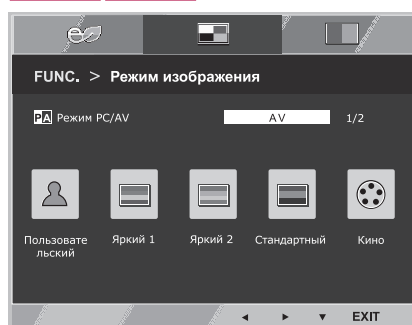 FUNC. > Режим изображения
PA Режим PC/AV AV 1/2
Пользовате
льский
Яркий 1 Яркий 2 Стандартный Кино
EXIT